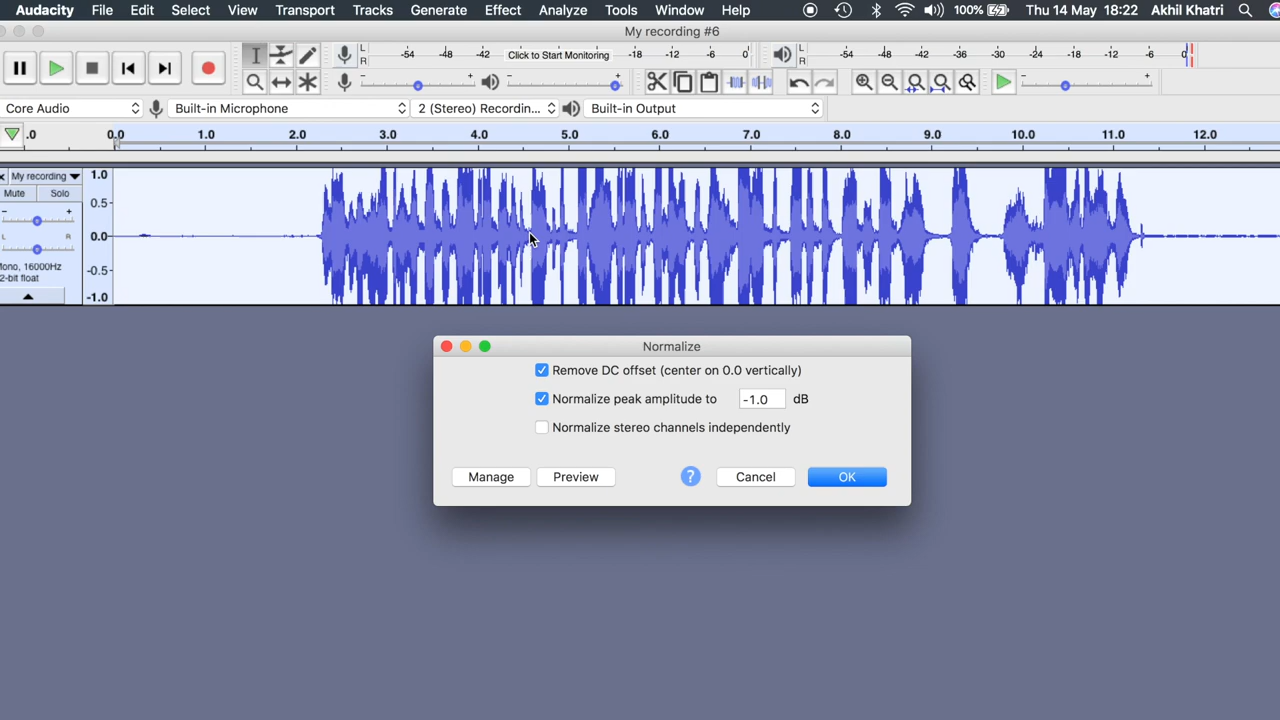 Audacity File Edit Select View Transport Tracks Generate Effect Analyze Tools Window Help 100% Thu 14 May 18:22 Akhil Khatri
My recording #6
L R -54 -48 -42 Click to Start Monitoring -18 -12 -6 0 L R -54 -48 -42 -36 -30 -24 -18 -12 -6 0
- + - + - +
Core Audio Built-in Microphone 2 (Stereo) Recordin... Built-in Output
.0 0.0 1.0 2.0 3.0 4.0 5.0 6.0 7.0 8.0 9.0 10.0 11.0 12.0
My recording 1.0
Mute Solo
- + 0.5
L R 0.0
Mono, 16000Hz -0.5
2-bit float
-1.0
Normalize
Remove DC offset (center on 0.0 vertically)
Normalize peak amplitude to -1.0 dB
Normalize stereo channels independently
Manage Preview ? Cancel OK